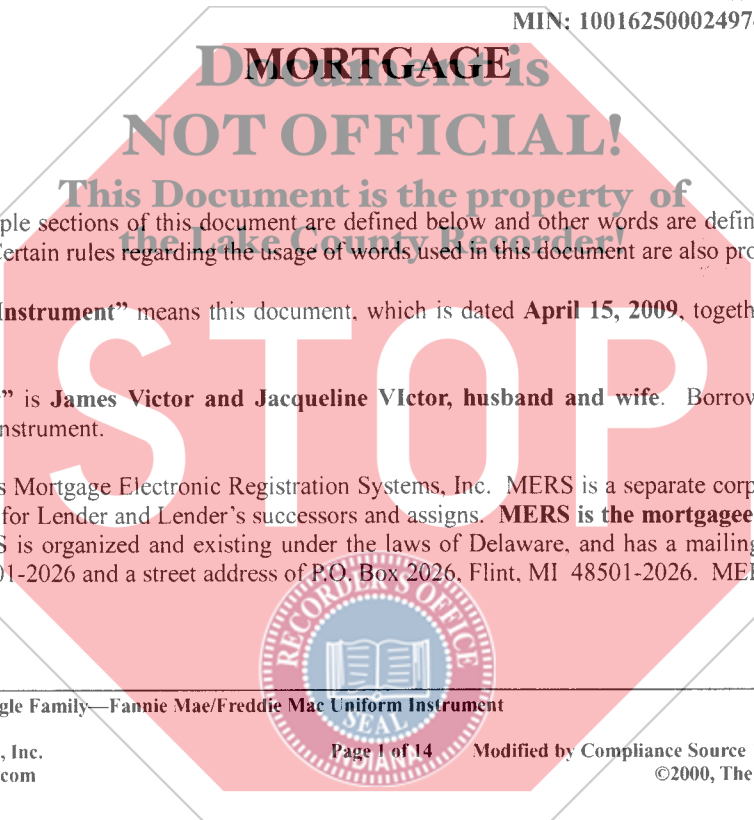 MIN: 1001625000249 7
MORTGAGE
Document is
NOT OFFICIAL!
This Document is the property of
the Lake County Recorder!
ple sections of this document are defined below and other words are defin
Certain rules regarding the usage of words used in this document are also pro
Instrument” means this document, which is dated April 15, 2009, togeth
STOP
” is James Victor and Jacqueline VIctor, husband and wife. Borrow
nstrument.
s Mortgage Electronic Registration Systems, Inc. MERS is a separate corp
for Lender and Lender’s successors and assigns. MERS is the mortgagee
S is organized and existing under the laws of Delaware, and has a mailing
01-2026 and a street address of P.O. Box 2026, Flint, MI 48501-2026. MER
RECORDER'S OFFICE
SEAL
INDIANA
gle Family—Fannie Mae/Freddie Mac Uniform Instrument
, Inc.
Page 1 of 14
Modified by Compliance Source
com
©2000, The